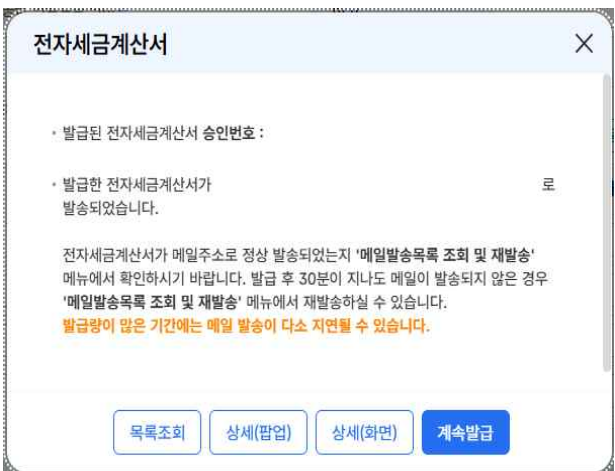 전자세금계산서
• 발급된 전자세금계산서 승인번호 :
• 발급한 전자세금계산서가 로
발송되었습니다.
전자세금계산서가 메일주소로 정상 발송되었는지 '메일발송목록 조회 및 재발송'
메뉴에서 확인하시기 바랍니다. 발급 후 30분이 지나도 메일이 발송되지 않은 경우
'메일발송목록 조회 및 재발송' 메뉴에서 재발송하실 수 있습니다.
발급량이 많은 기간에는 메일 발송이 다소 지연될 수 있습니다.
목록조회 상세(팝업) 상세(화면) 계속발급